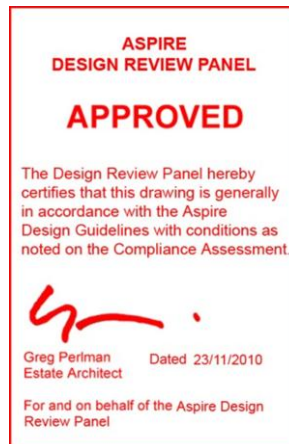 ASPIRE
DESIGN REVIEW PANEL
APPROVED
The Design Review Panel hereby
certifies that this drawing is generally
in accordance with the Aspire
Design Guidelines with conditions as
noted on the Compliance Assessment.
Greg Perlman Dated 23/11/2010
Estate Architect
For and on behalf of the Aspire Design
Review Panel